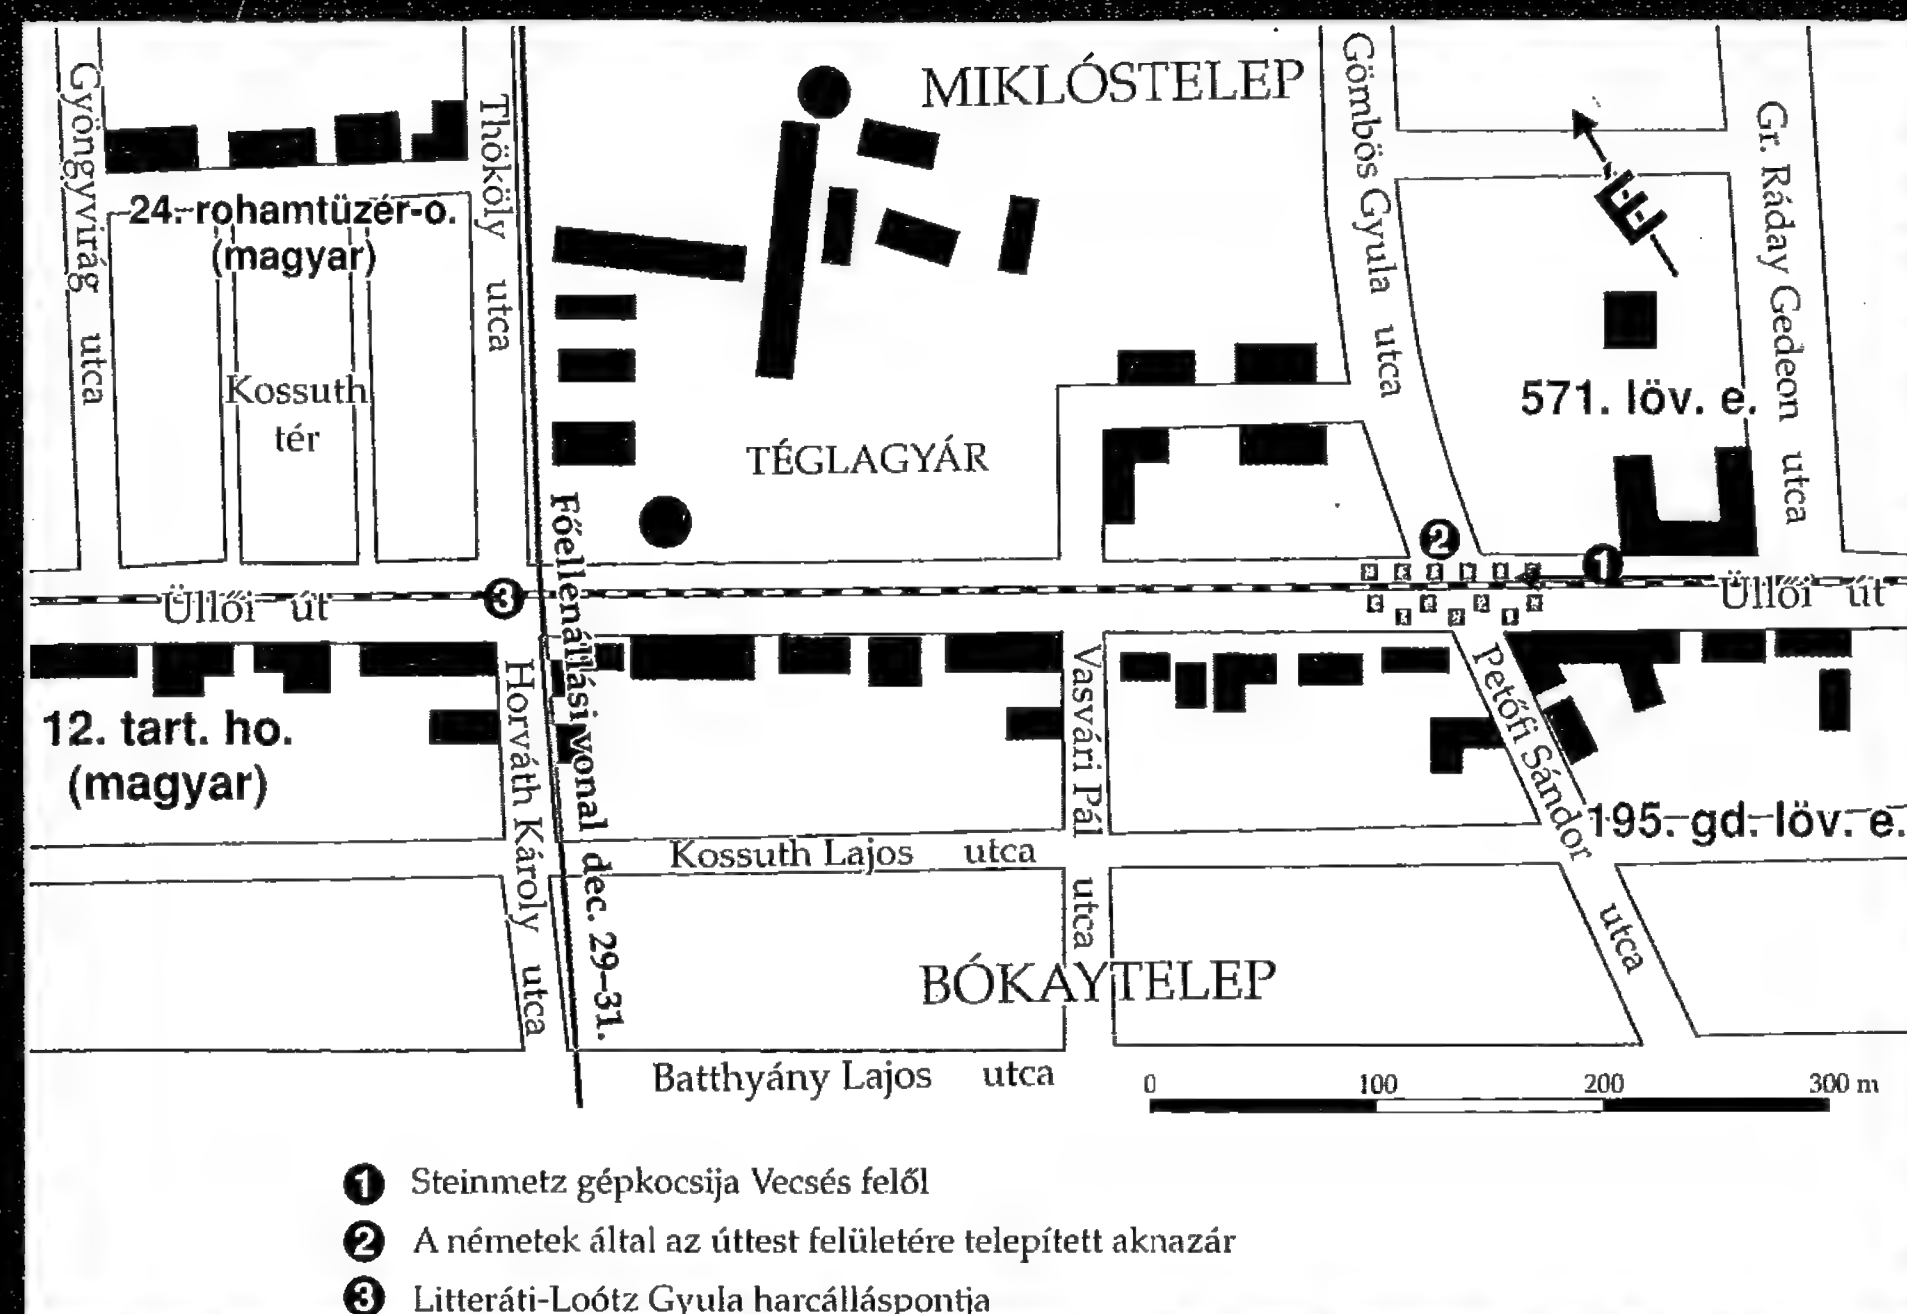 MIKLÓSTELEP
Gyöngyvirág utca
Thököly utca
Gömbös Gyula utca
Gr. Ráday Gedeon utca
24. rohamtüzér-o.
(magyar)
Kossuth
tér
TÉGLAGYÁR
571. löv. e.
2
1
3
Üllői út
Üllői út
Főellenállási vonal dec. 29–31.
12. tart. ho.
(magyar)
Horváth Károly utca
Vasvári Pál utca
Petőfi Sándor utca
195. gd. löv. e.
Kossuth Lajos utca
BÓKAYTELEP
Batthyány Lajos utca
0 100 200 300 m
1 Steinmetz gépkocsija Vecsés felől
2 A németek által az úttest felületére telepített aknazár
3 Litteráti-Loótz Gyula harcálláspontja